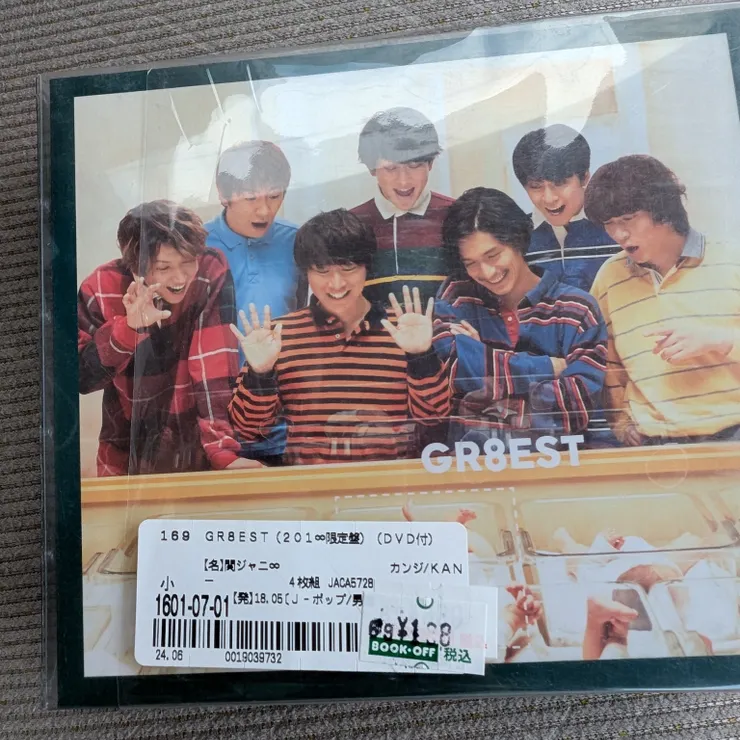 GR8EST
169 GR8EST(201∞限定盤) (DVD付)
【名】関ジャニ∞ カンジ/KAN
小 ー 4枚組 JACA5728
1601-07-01 【発】18.05〔J-ポップ/男
24.06 0019039732
BOOK・OFF 税込